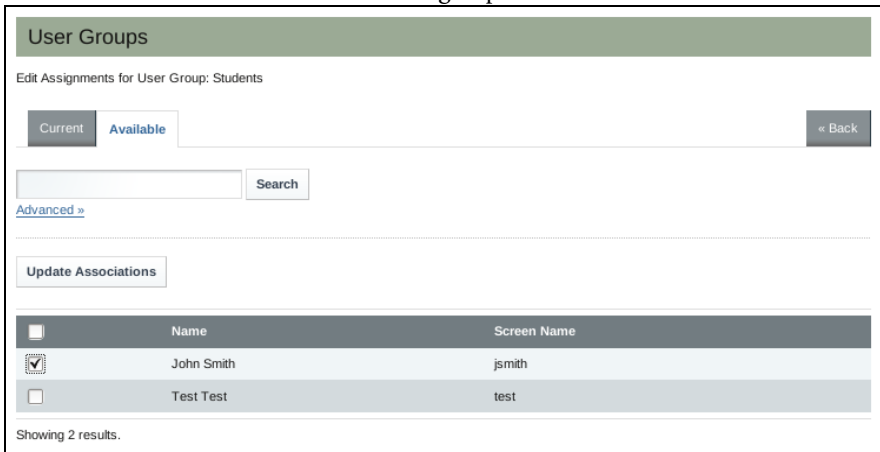 User Groups
Edit Assignments for User Group: Students
Current Available « Back
Search
Advanced »
Update Associations
Name Screen Name
John Smith jsmith
Test Test test
Showing 2 results.